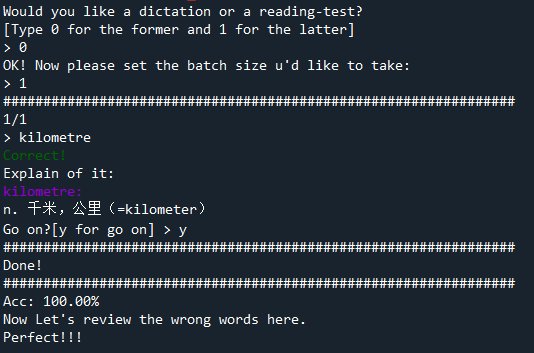 Would you like a dictation or a reading-test?
[Type 0 for the former and 1 for the latter]
> 0
OK! Now please set the batch size u'd like to take:
> 1
################################################################
1/1
> kilometre
Correct!
Explain of it:
kilometre:
n. 千米，公里（=kilometer）
Go on?[y for go on] > y
################################################################
Done!
################################################################
Acc: 100.00%
Now Let's review the wrong words here.
Perfect!!!